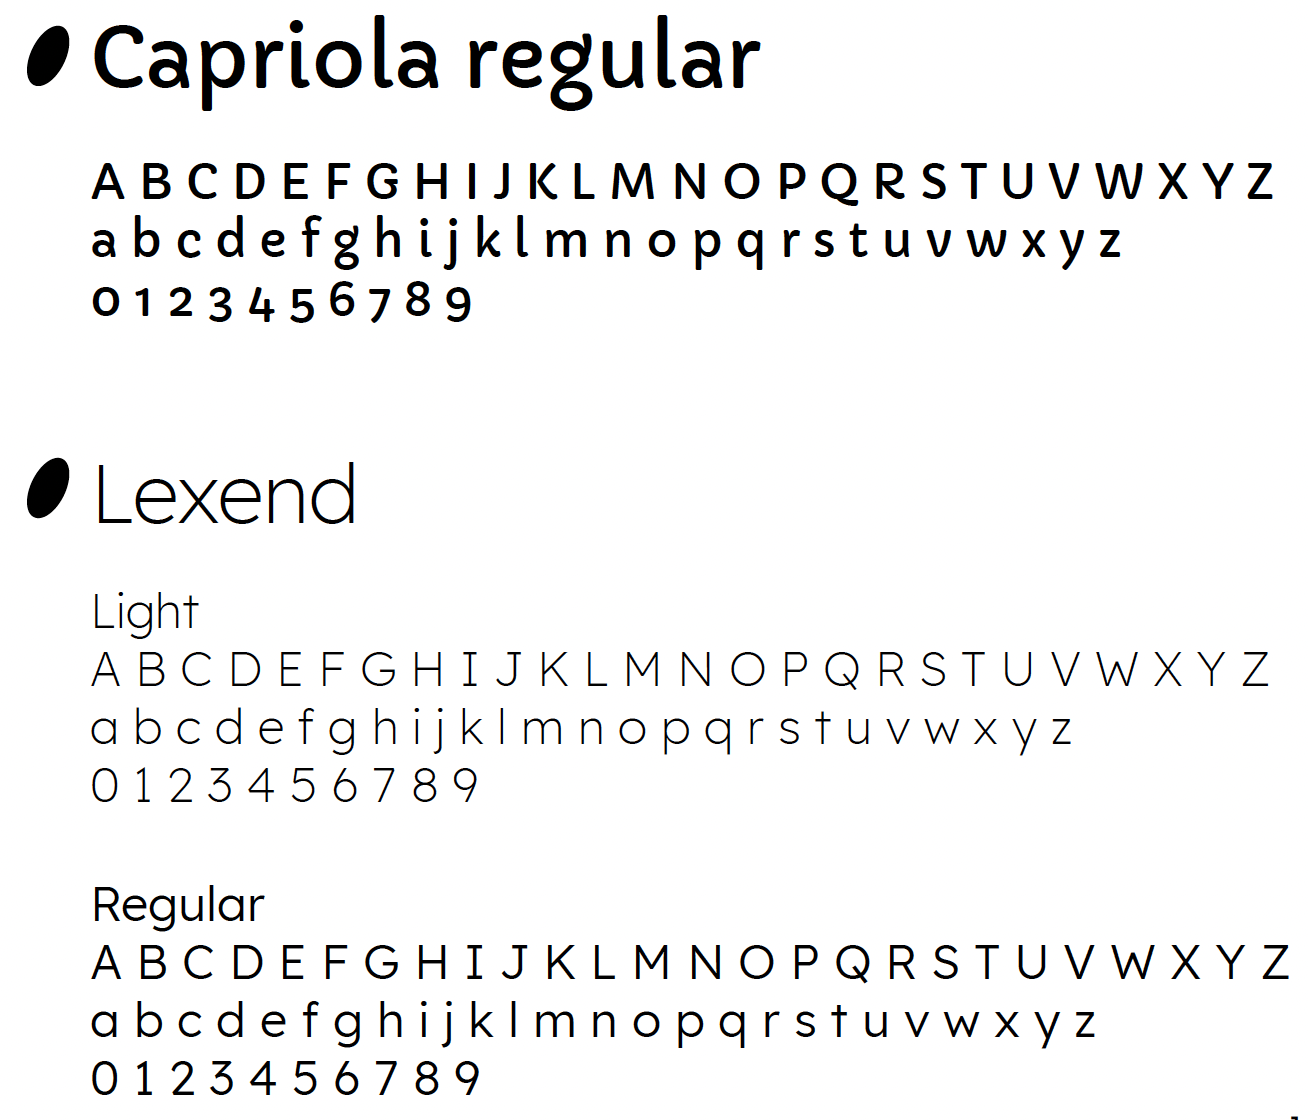 Capriola regular
A B C D E F G H I J K L M N O P Q R S T U V W X Y Z
a b c d e f g h i j k l m n o p q r s t u v w x y z
0 1 2 3 4 5 6 7 8 9
Lexend
Light
A B C D E F G H I J K L M N O P Q R S T U V W X Y Z
a b c d e f g h i j k l m n o p q r s t u v w x y z
0 1 2 3 4 5 6 7 8 9
Regular
A B C D E F G H I J K L M N O P Q R S T U V W X Y Z
a b c d e f g h i j k l m n o p q r s t u v w x y z
0 1 2 3 4 5 6 7 8 9